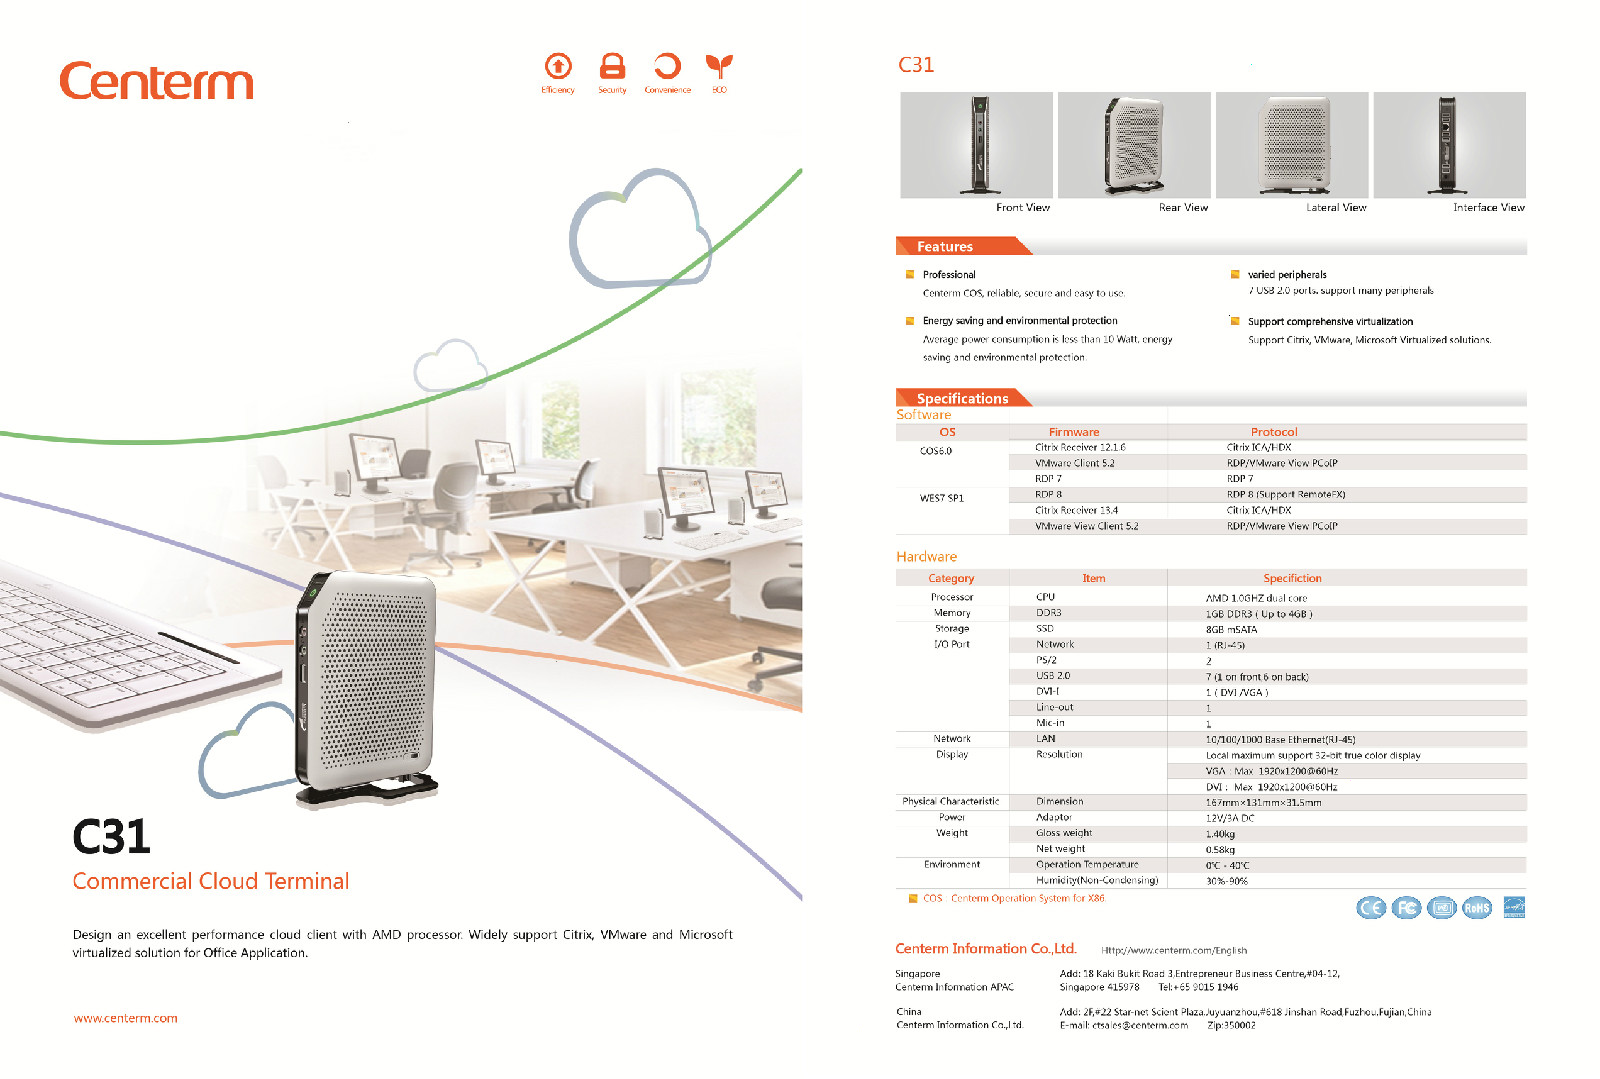 Centerm
Efficiency Security Convenience ECO
C31
Commercial Cloud Terminal
Design an excellent performance cloud client with AMD processor. Widely support Citrix, VMware and Microsoft
virtualized solution for Office Application.
www.centerm.com
C31
Front View Rear View Lateral View Interface View
Features
Professional
Centerm COS, reliable, secure and easy to use.
varied peripherals
7 USB 2.0 ports. support many peripherals
Energy saving and environmental protection
Average power consumption is less than 10 Watt, energy
saving and environmental protection.
Support comprehensive virtualization
Support Citrix, VMware, Microsoft Virtualized solutions.
Specifications
Software
OS Firmware Protocol
COS6.0 Citrix Receiver 12.1.6 Citrix ICA/HDX
VMware Client 5.2 RDP/VMware View PCoIP
RDP 7 RDP 7
WES7 SP1 RDP 8 RDP 8 (Support RemoteFX)
Citrix Receiver 13.4 Citrix ICA/HDX
VMware View Client 5.2 RDP/VMware View PCoIP
Hardware
Category Item Specifiction
Processor CPU AMD 1.0GHZ dual core
Memory DDR3 1GB DDR3 ( Up to 4GB )
Storage SSD 8GB mSATA
I/O Port Network 1 (RJ-45)
PS/2 2
USB 2.0 7 (1 on front,6 on back)
DVI-I 1 ( DVI /VGA )
Line-out 1
Mic-in 1
Network LAN 10/100/1000 Base Ethernet(RJ-45)
Display Resolution Local maximum support 32-bit true color display
VGA : Max 1920x1200@60Hz
DVI : Max 1920x1200@60Hz
Physical Characteristic Dimension 167mm×131mm×31.5mm
Power Adaptor 12V/3A DC
Weight Gloss weight 1.40kg
Net weight 0.58kg
Environment Operation Temperature 0℃ - 40℃
Humidity(Non-Condensing) 30%-90%
COS : Centerm Operation System for X86.
CE FC RoHS
Centerm Information Co.,Ltd. Http://www.centerm.com/English
Singapore Add: 18 Kaki Bukit Road 3,Entrepreneur Business Centre,#04-12,
Centerm Information APAC Singapore 415978 Tel:+65 9015 1946
China Add: 2F,#22 Star-net Scient Plaza,Juyuanzhou,#618 Jinshan Road,Fuzhou,Fujian,China
Centerm Information Co.,Ltd. E-mail: ctsales@centerm.com Zip:350002